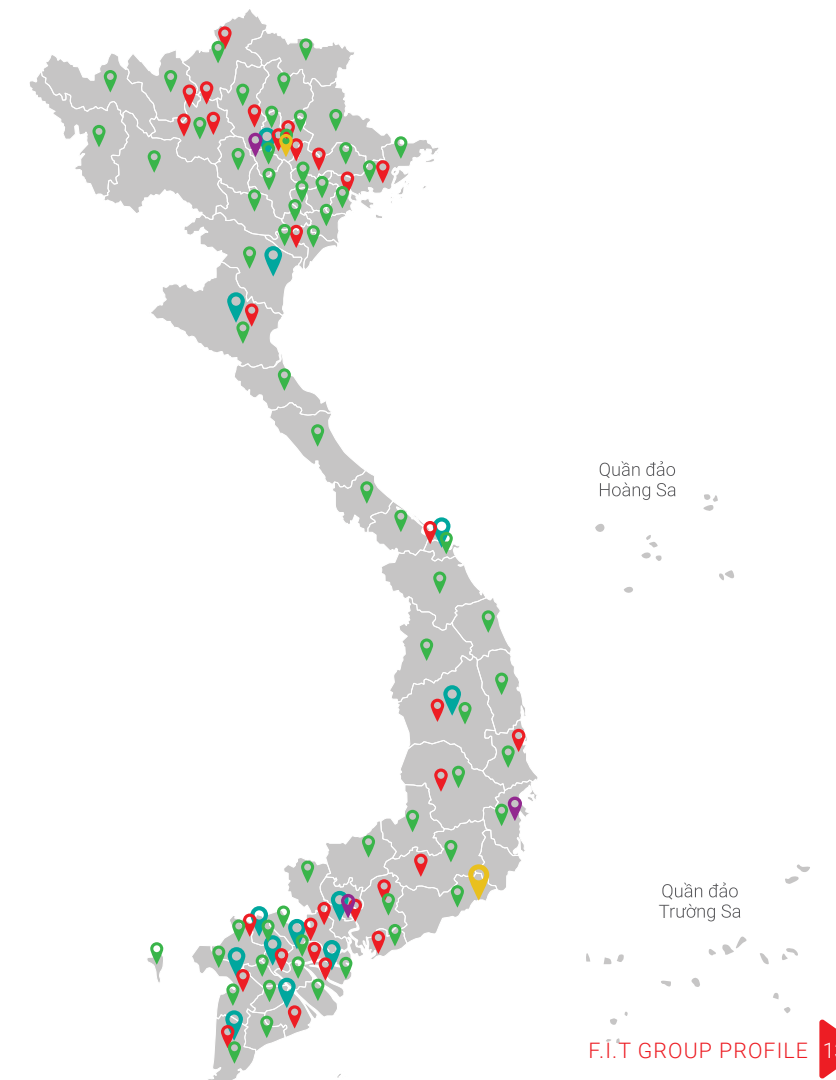 Quần đảo
Hoàng Sa
Quần đảo
Trường Sa
F.I.T GROUP PROFILE